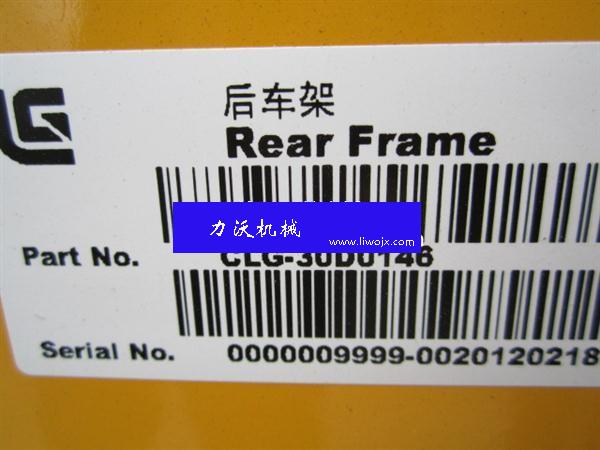 后车架
Rear Frame
力沃机械
www.liwojx.com
Part No. CLG-30D0146
Serial No. 0000009999-0020120218